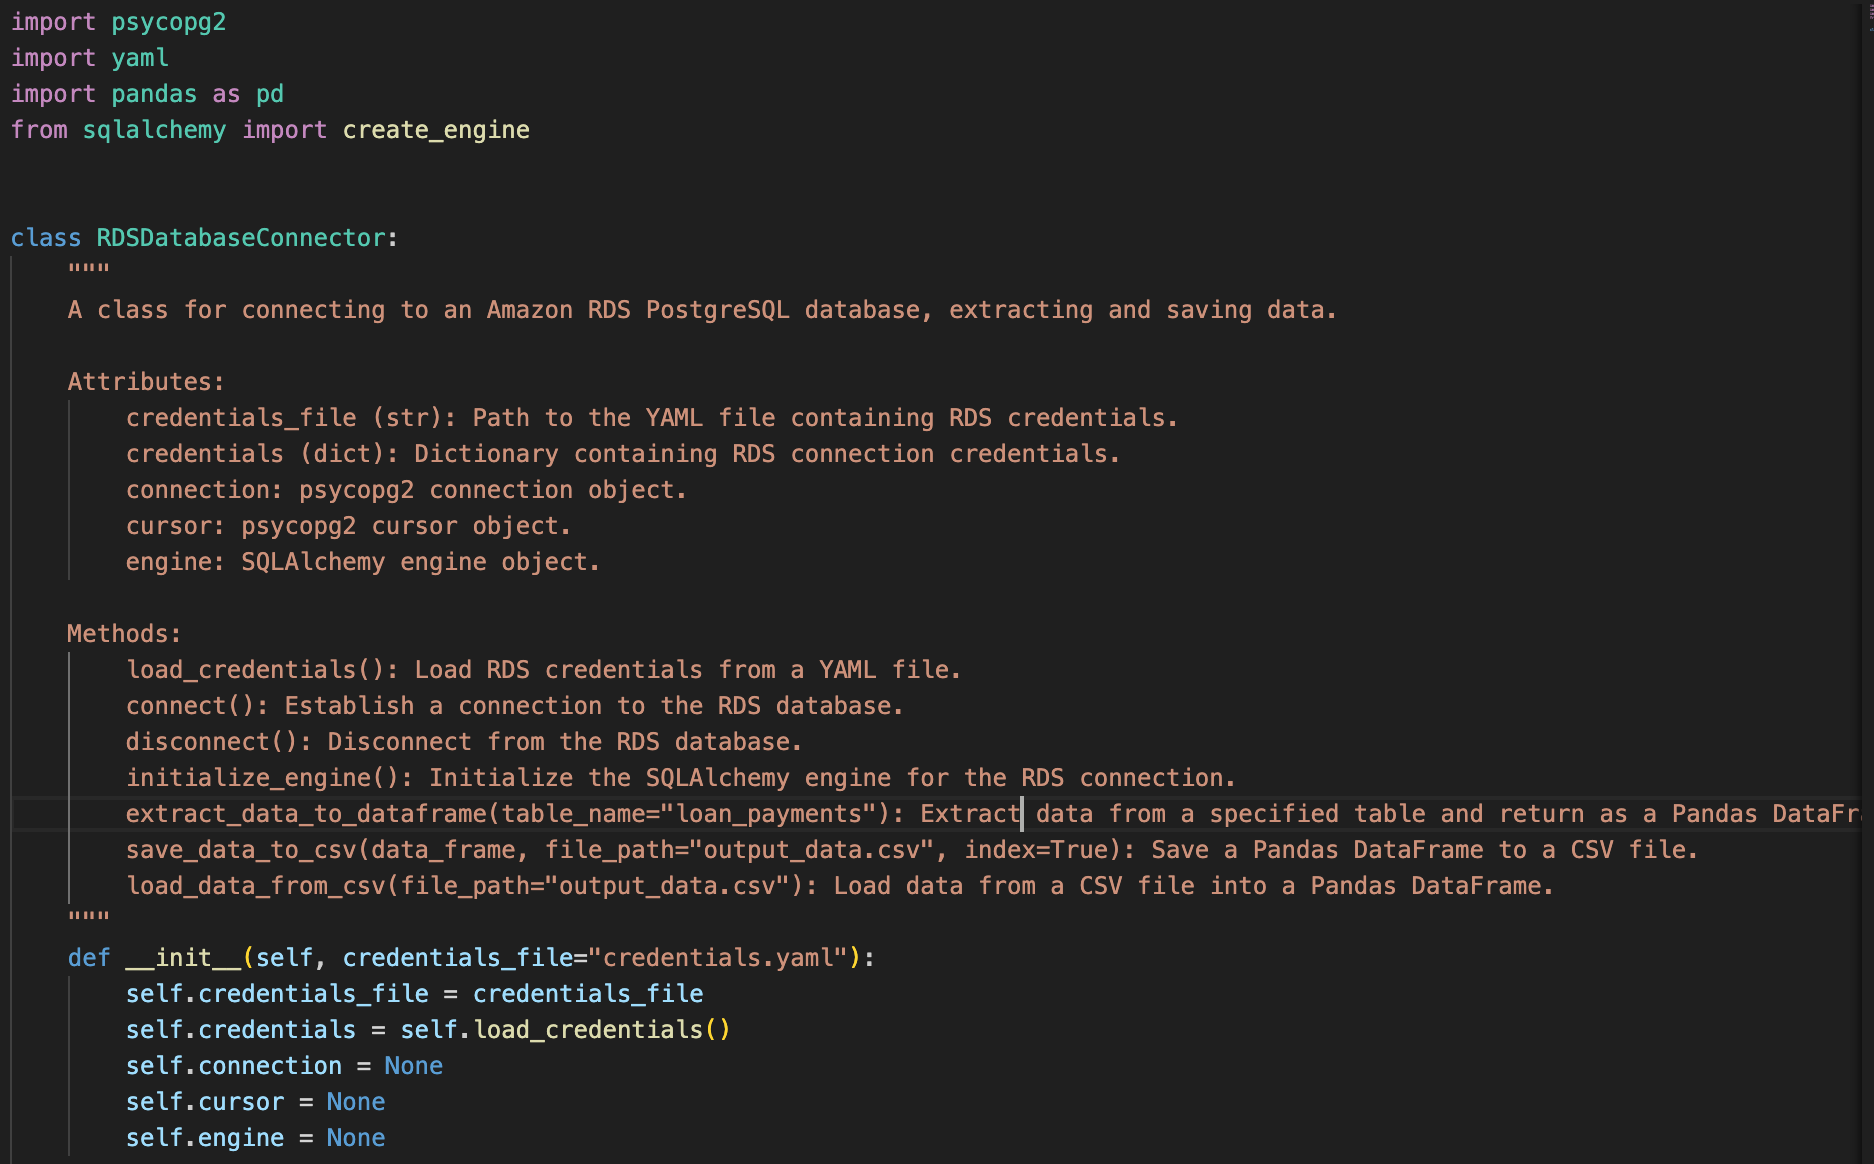 import psycopg2
import yaml
import pandas as pd
from sqlalchemy import create_engine
class RDSDatabaseConnector:
"""
A class for connecting to an Amazon RDS PostgreSQL database, extracting and saving data.
Attributes:
credentials_file (str): Path to the YAML file containing RDS credentials.
credentials (dict): Dictionary containing RDS connection credentials.
connection: psycopg2 connection object.
cursor: psycopg2 cursor object.
engine: SQLAlchemy engine object.
Methods:
load_credentials(): Load RDS credentials from a YAML file.
connect(): Establish a connection to the RDS database.
disconnect(): Disconnect from the RDS database.
initialize_engine(): Initialize the SQLAlchemy engine for the RDS connection.
extract_data_to_dataframe(table_name="loan_payments"): Extract data from a specified table and return as a Pandas DataFr
save_data_to_csv(data_frame, file_path="output_data.csv", index=True): Save a Pandas DataFrame to a CSV file.
load_data_from_csv(file_path="output_data.csv"): Load data from a CSV file into a Pandas DataFrame.
"""
def __init__(self, credentials_file="credentials.yaml"):
self.credentials_file = credentials_file
self.credentials = self.load_credentials()
self.connection = None
self.cursor = None
self.engine = None